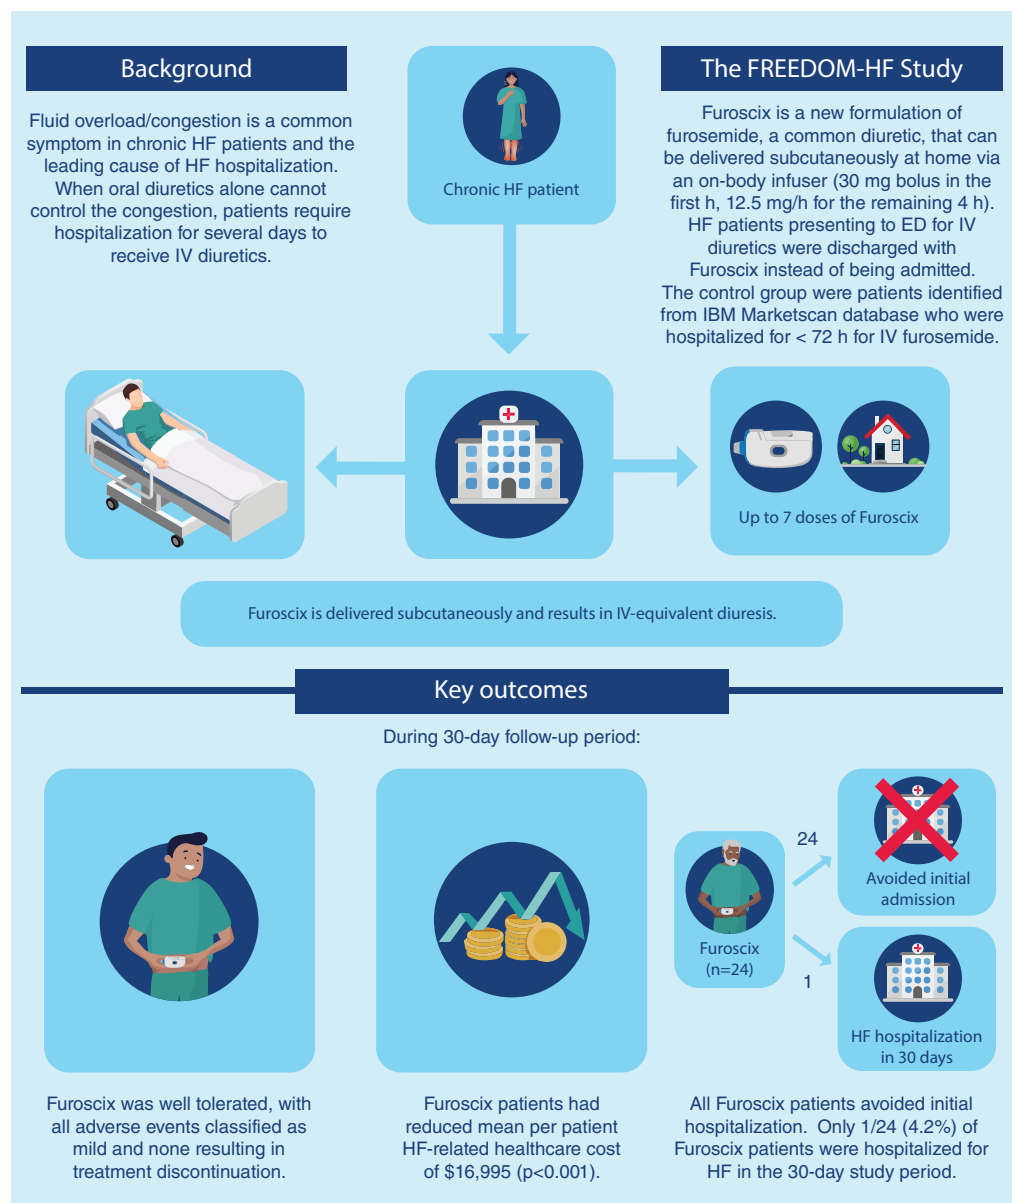 Background
Fluid overload/congestion is a common
symptom in chronic HF patients and the
leading cause of HF hospitalization.
When oral diuretics alone cannot
control the congestion, patients require
hospitalization for several days to
receive IV diuretics.
Chronic HF patient
The FREEDOM-HF Study
Furoscix is a new formulation of
furosemide, a common diuretic, that can
be delivered subcutaneously at home via
an on-body infuser (30 mg bolus in the
first h, 12.5 mg/h for the remaining 4 h).
HF patients presenting to ED for IV
diuretics were discharged with
Furoscix instead of being admitted.
The control group were patients identified
from IBM Marketscan database who were
hospitalized for < 72 h for IV furosemide.
Up to 7 doses of Furoscix
Furoscix is delivered subcutaneously and results in IV-equivalent diuresis.
Key outcomes
During 30-day follow-up period:
Furoscix was well tolerated, with
all adverse events classified as
mild and none resulting in
treatment discontinuation.
Furoscix patients had
reduced mean per patient
HF-related healthcare cost
of $16,995 (p<0.001).
Furoscix
(n=24)
24
Avoided initial
admission
1
HF hospitalization
in 30 days
All Furoscix patients avoided initial
hospitalization. Only 1/24 (4.2%) of
Furoscix patients were hospitalized for
HF in the 30-day study period.